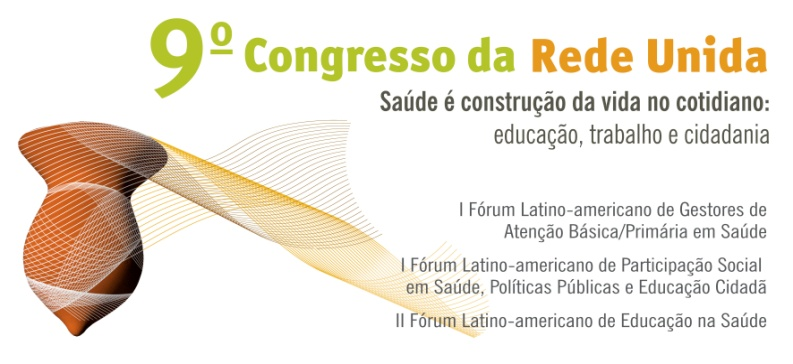 9º Congresso da Rede Unida
Saúde é construção da vida no cotidiano:
educação, trabalho e cidadania
I Fórum Latino-americano de Gestores de
Atenção Básica/Primária em Saúde
I Fórum Latino-americano de Participação Social
em Saúde, Políticas Públicas e Educação Cidadã
II Fórum Latino-americano de Educação na Saúde